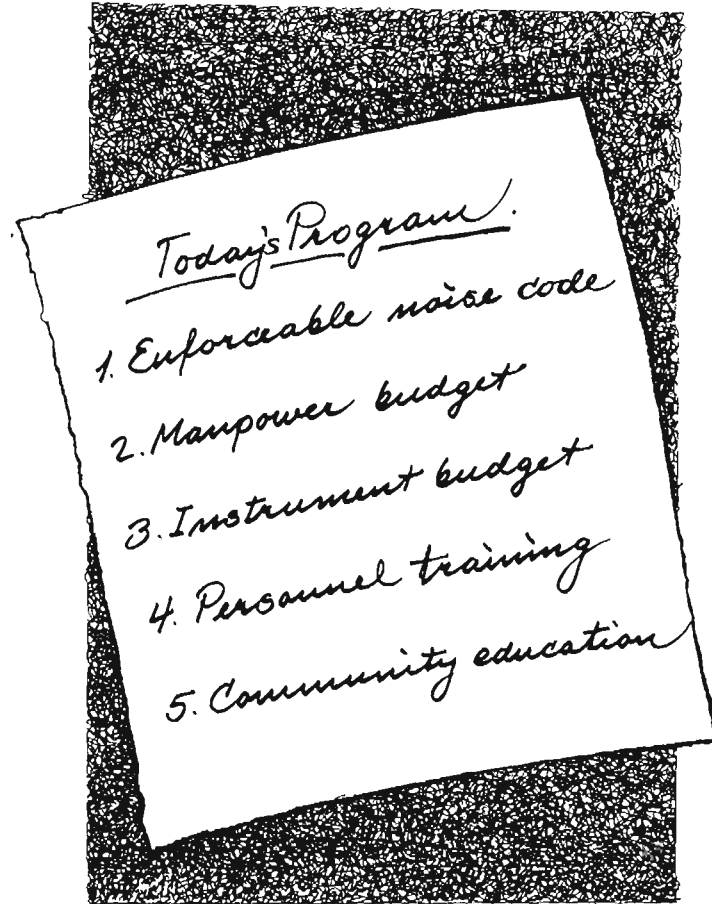 Today's Program.
1. Enforceable noise code
2. Manpower budget
3. Instrument budget
4. Personnel training
5. Community education